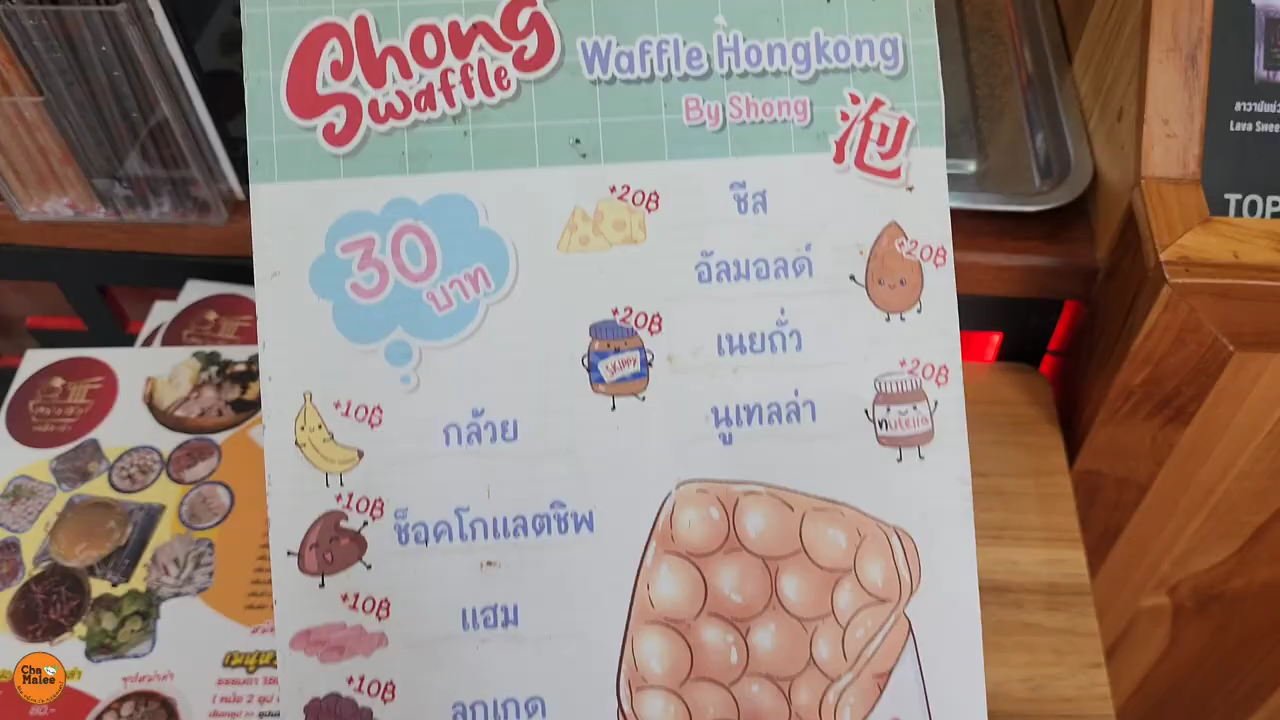 Shong
waffle
Waffle Hongkong
By Shong
泡
30
บาท
+20฿
ชีส
อัลมอลด์
+20฿
+20฿
SKIPPY
เนยถั่ว
+20฿
นูเทลล่า
nutella
+10฿
กล้วย
+10฿
ช็อคโกแลตชิพ
+10฿
แฮม
+10฿
ลูกเกด
Lava Swee
TOP
Cha
Malee